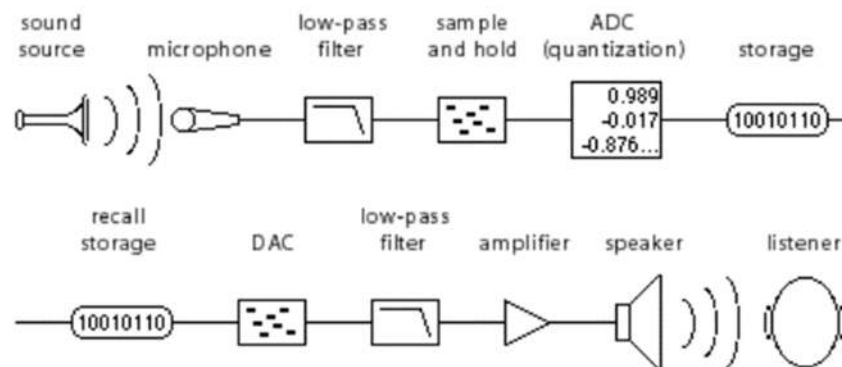 sound source
microphone
low-pass filter
sample and hold
ADC (quantization)
storage
0.989
-0.017
-0.876...
10010110
recall storage
DAC
low-pass filter
amplifier
speaker
listener
10010110